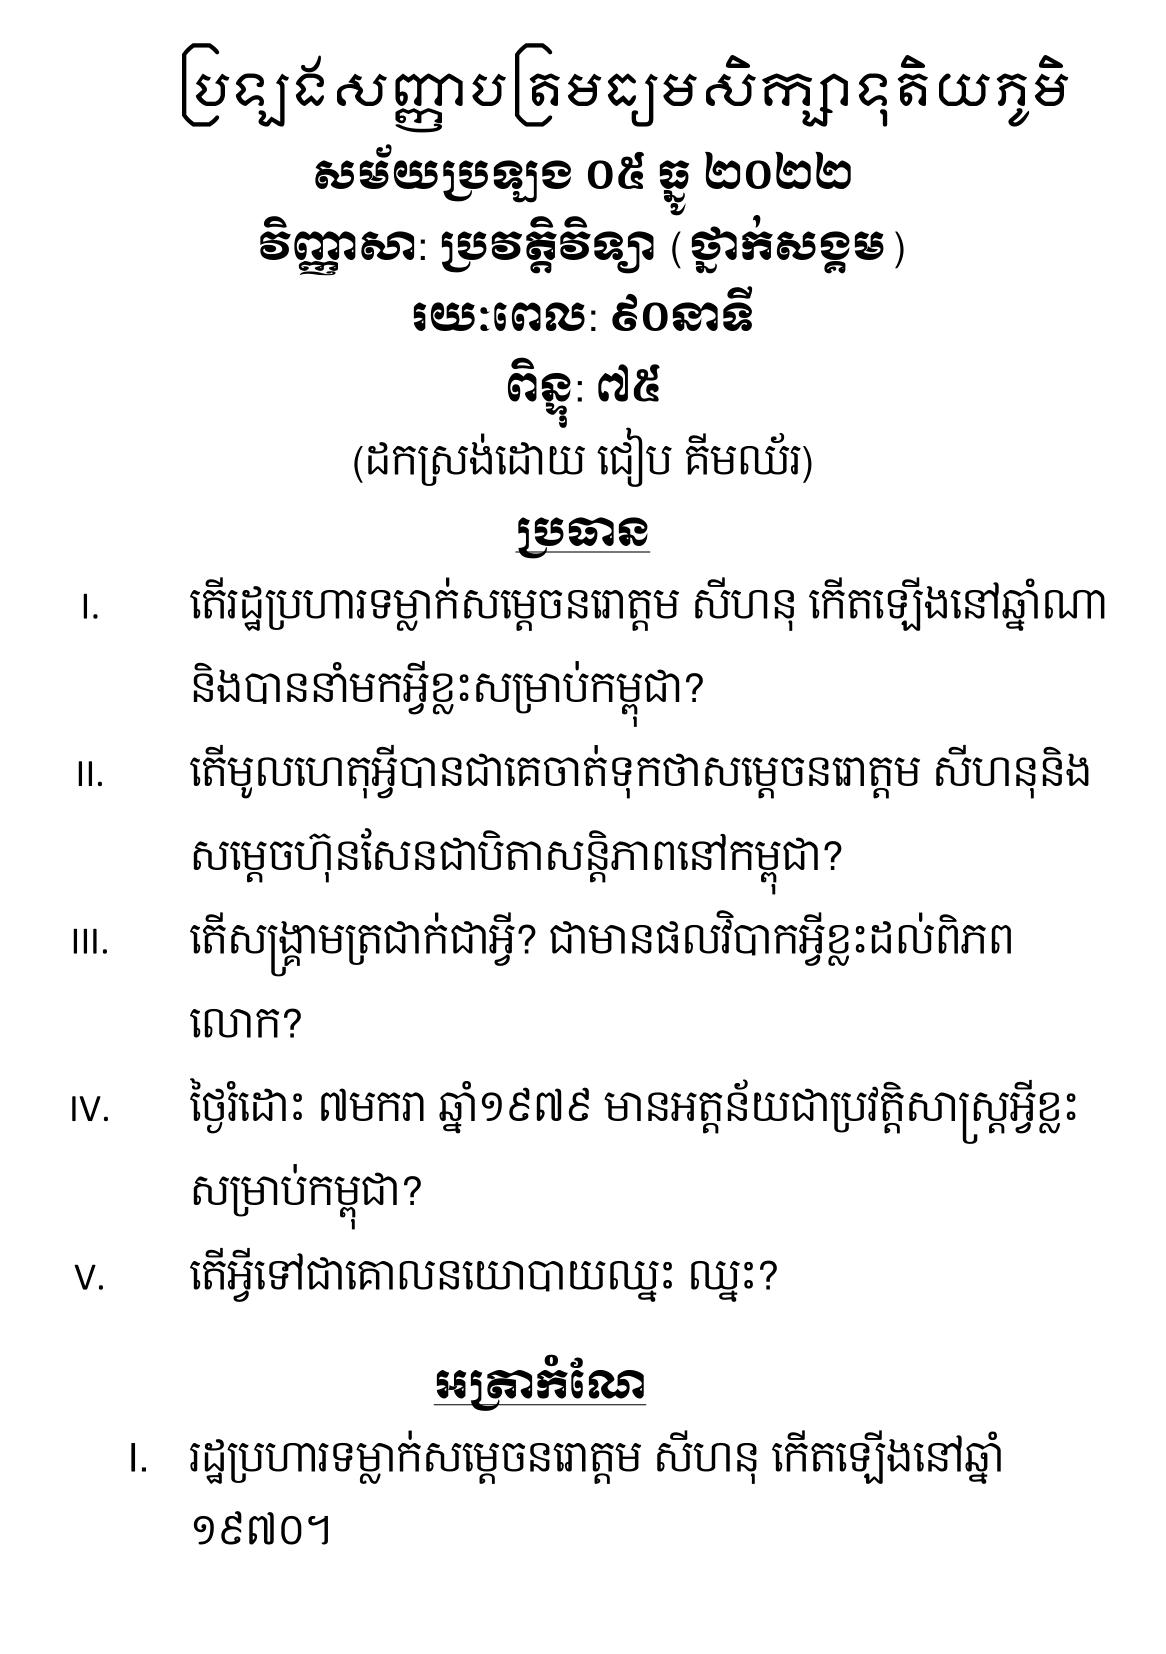 ប្រឡងសញ្ញាបត្រមធ្យមសិក្សាទុតិយភូមិ
សម័យប្រឡង ០៥ ធ្នូ ២០២២
វិញ្ញាសា: ប្រវត្តិវិទ្យា (ថ្នាក់សង្គម)
រយៈពេល: ៩០នាទី
ពិន្ទុ: ៧៥
(ដកស្រង់ដោយ ជៀប គីមឈ័រ)
ប្រធាន
I. តើរដ្ឋប្រហារទម្លាក់សម្តេចនរោត្តម សីហនុ កើតឡើងនៅឆ្នាំណា
និងបាននាំមកអ្វីខ្លះសម្រាប់កម្ពុជា?
II. តើមូលហេតុអ្វីបានជាគេចាត់ទុកថាសម្តេចនរោត្តម សីហនុនិង
សម្តេចហ៊ុនសែនជាបិតាសន្តិភាពនៅកម្ពុជា?
III. តើសង្គ្រាមត្រជាក់ជាអ្វី? ជាមានផលវិបាកអ្វីខ្លះដល់ពិភព
លោក?
IV. ថ្ងៃរំដោះ ៧មករា ឆ្នាំ១៩៧៩ មានអត្តន័យជាប្រវត្តិសាស្ត្រអ្វីខ្លះ
សម្រាប់កម្ពុជា?
V. តើអ្វីទៅជាគោលនយោបាយឈ្នះ ឈ្នះ?
អត្រាកំណែ
I. រដ្ឋប្រហារទម្លាក់សម្តេចនរោត្តម សីហនុ កើតឡើងនៅឆ្នាំ
១៩៧០។